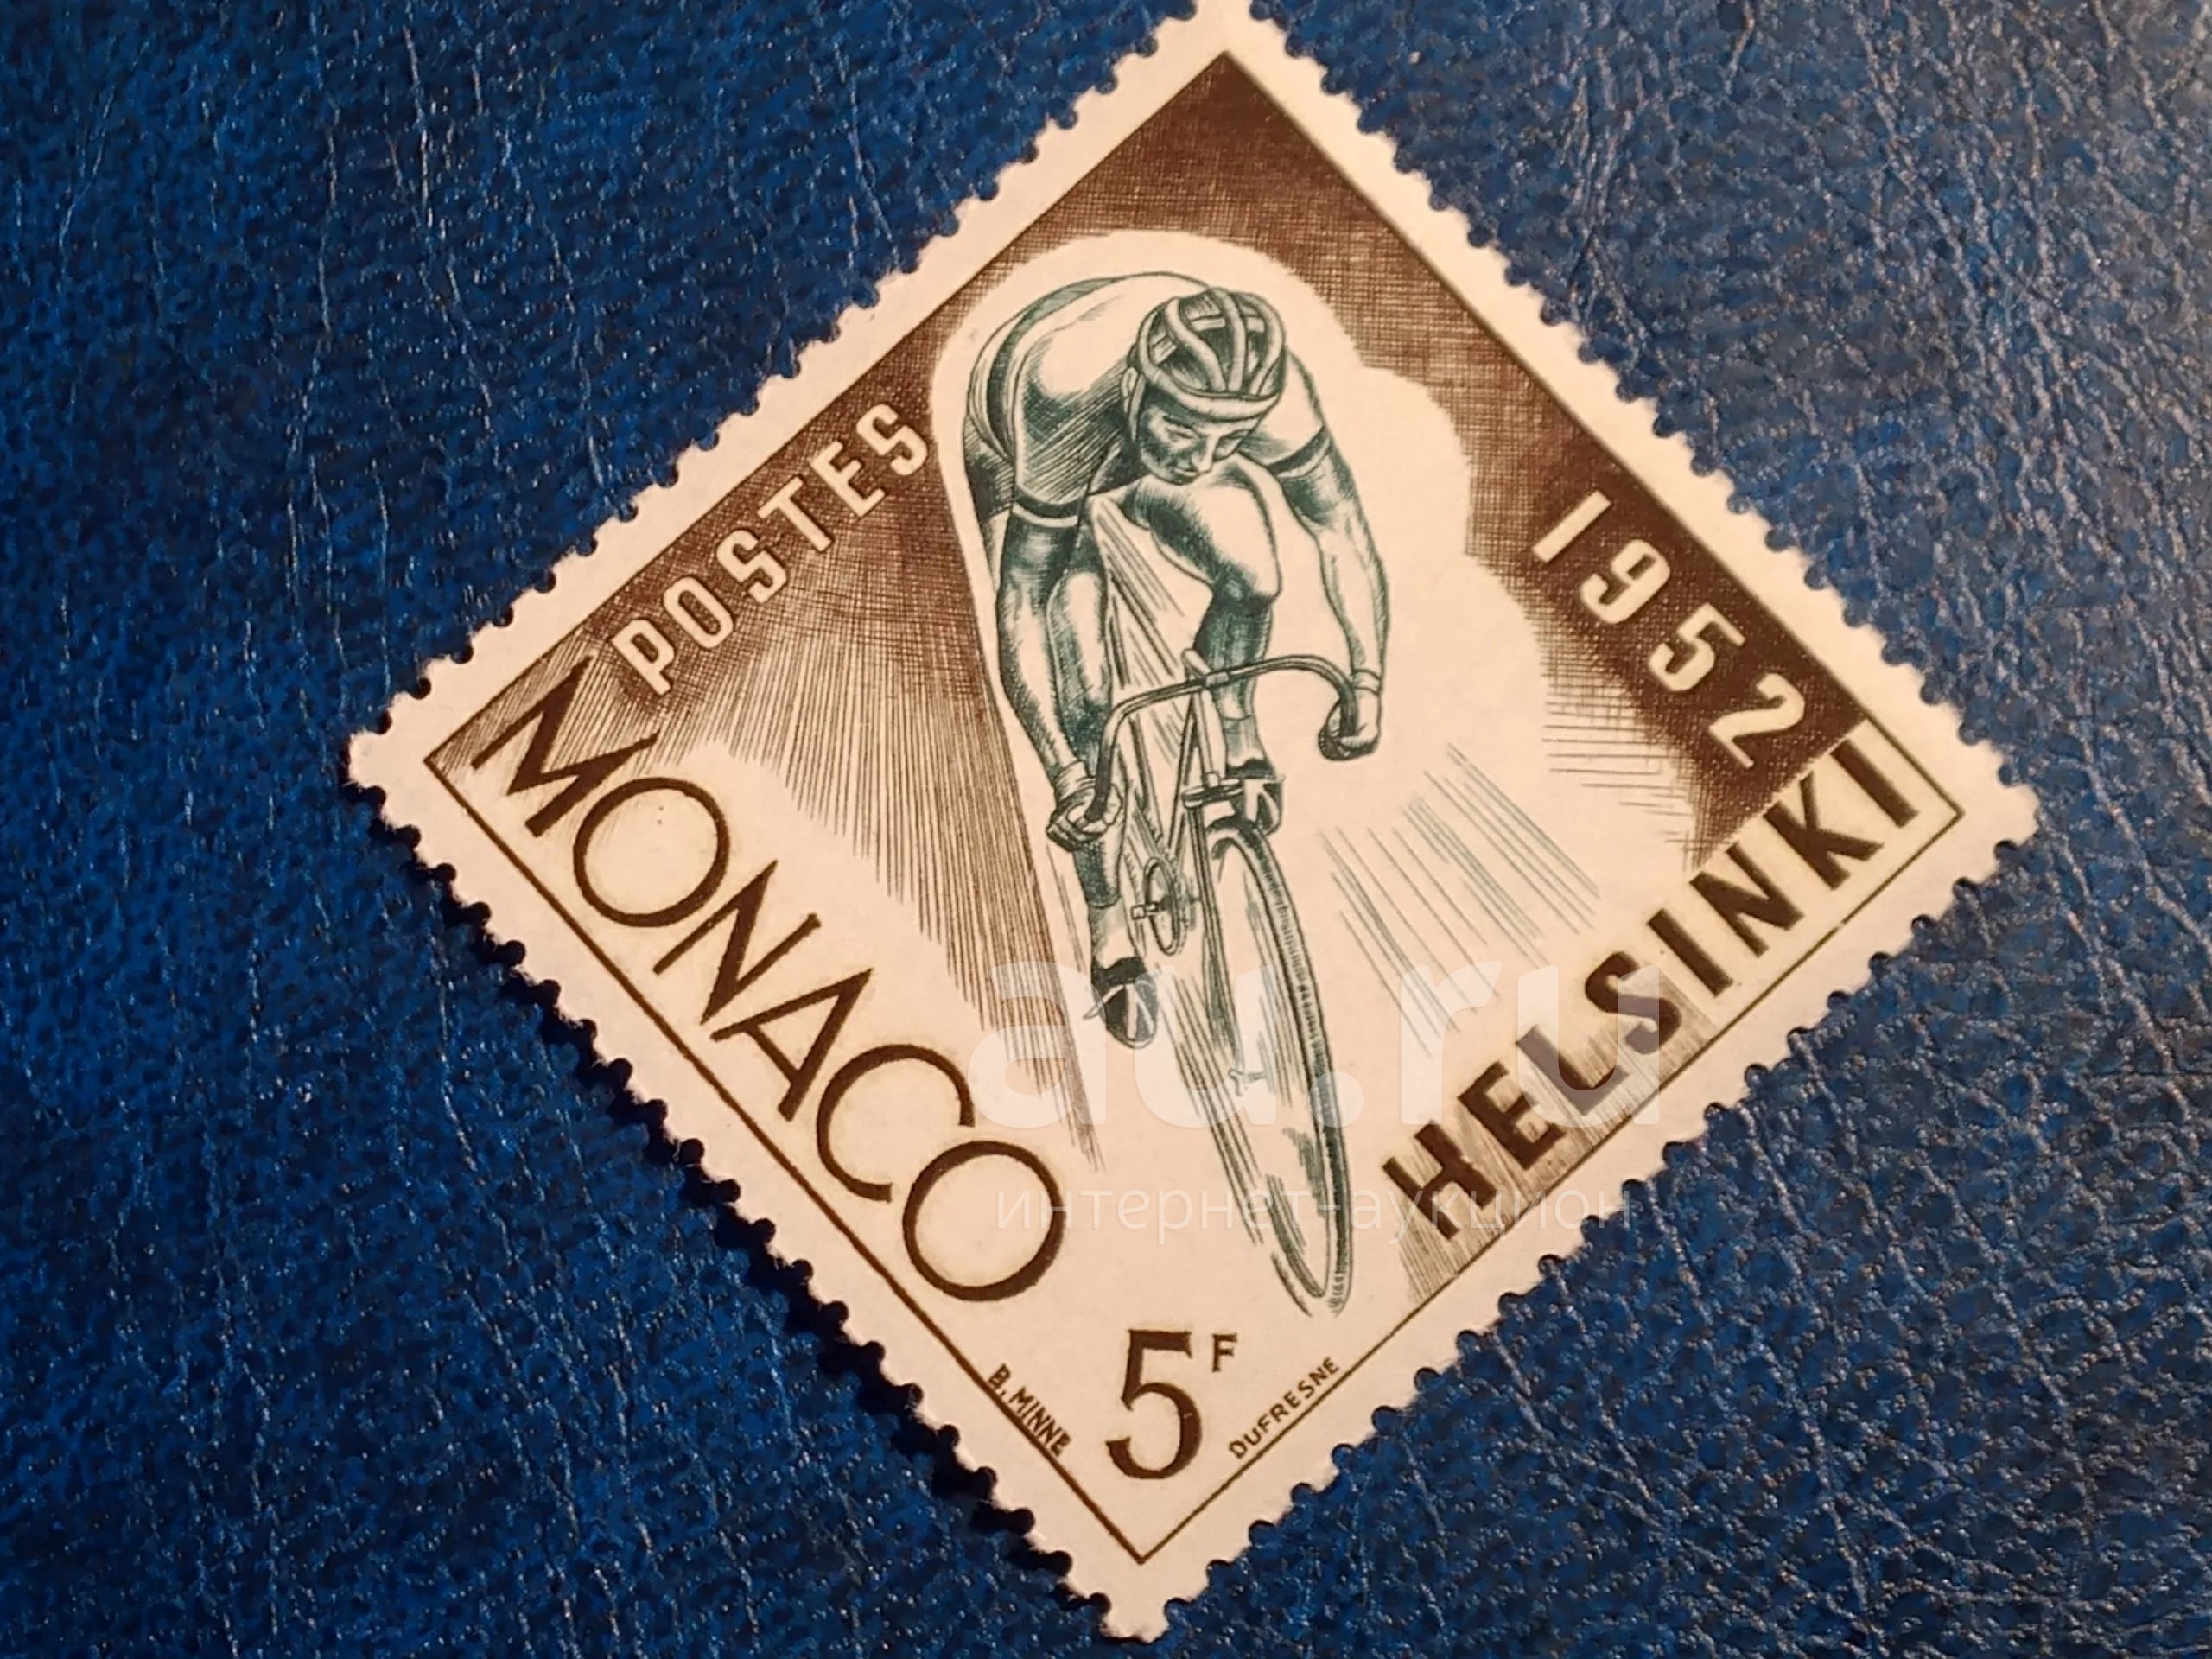 POSTES
1952
MONACO
HELSINKI
5F
B. MINNE
DUFRESNE
au.ru
интернет-аукцион